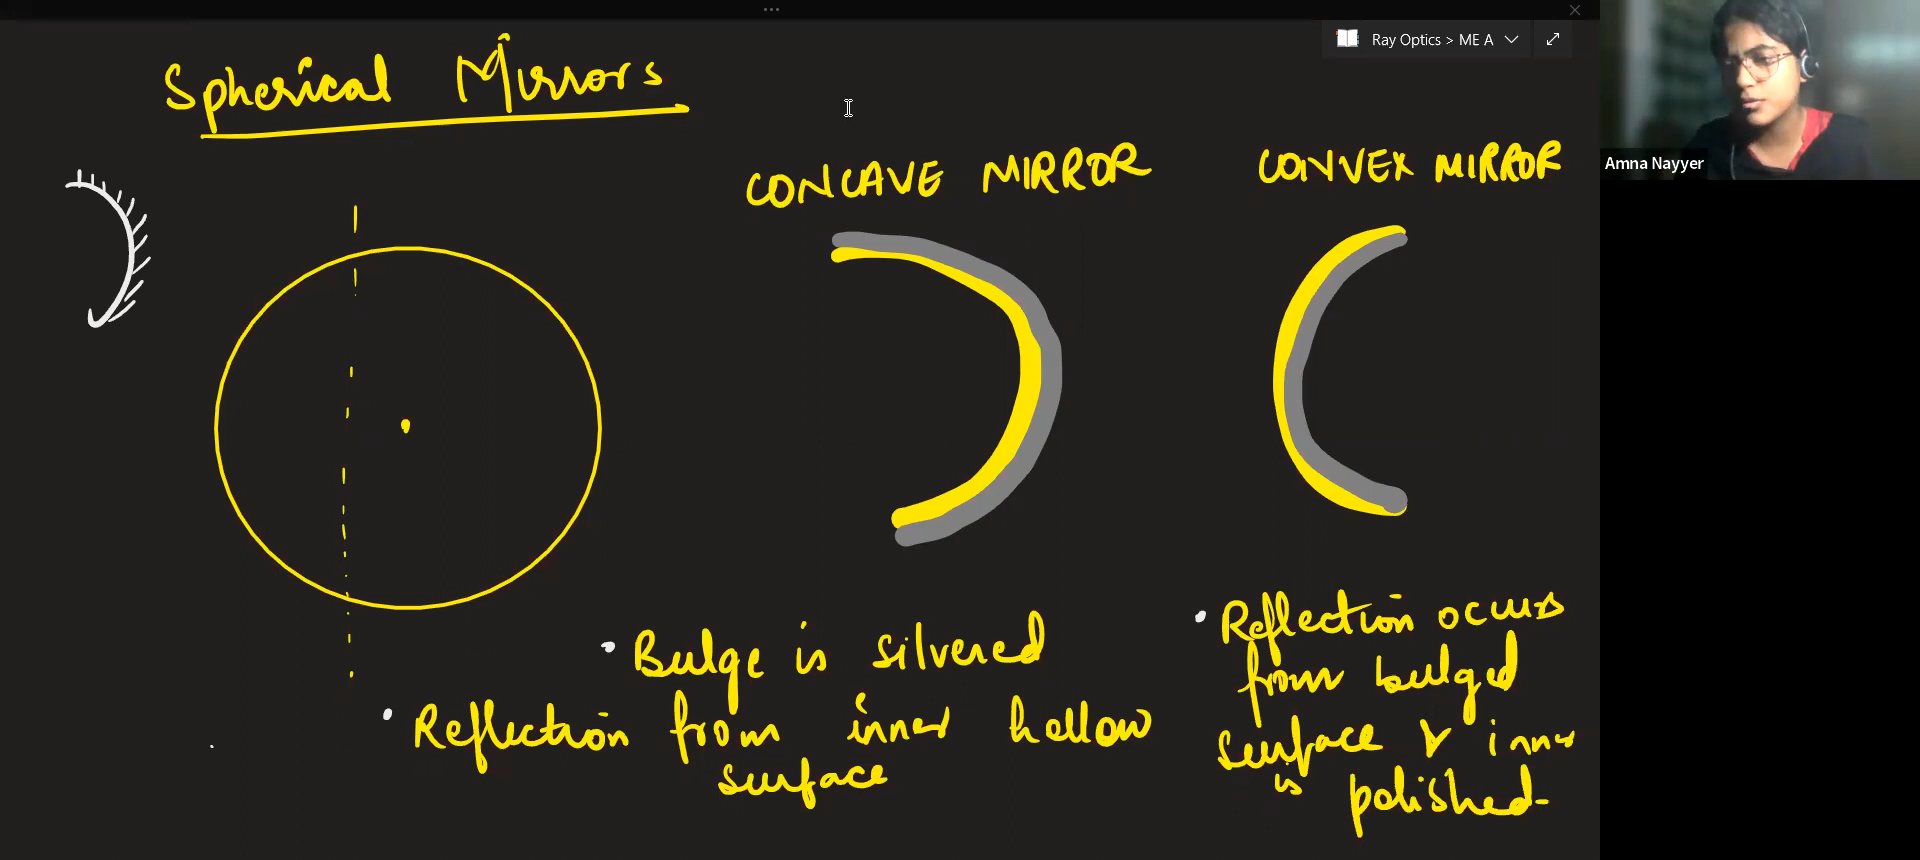 Spherical Mirrors
Ray Optics > ME A
Amna Nayyer
CONCAVE MIRROR
CONVEX MIRROR
• Bulge is silvered
• Reflection from inner hollow
surface
• Reflection occurs
from bulged
surface & inner
is polished-